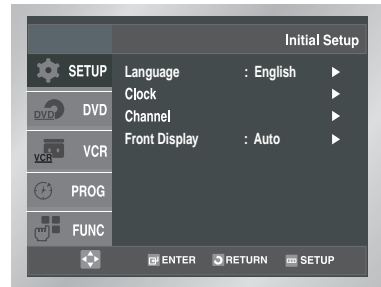 Initial Setup
SETUP
Language : English ►
Clock ►
Channel ►
Front Display : Auto ►
DVD DVD
VCR VCR
PROG
FUNC
ENTER RETURN SETUP